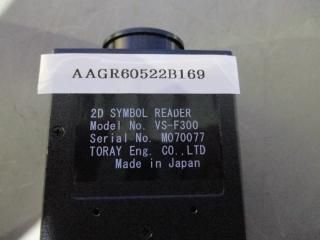 AAGR60522B169
2D SYMBOL READER
Model No. VS-F300
Serial No. M070077
TORAY Eng. CO.,LTD
Made in Japan